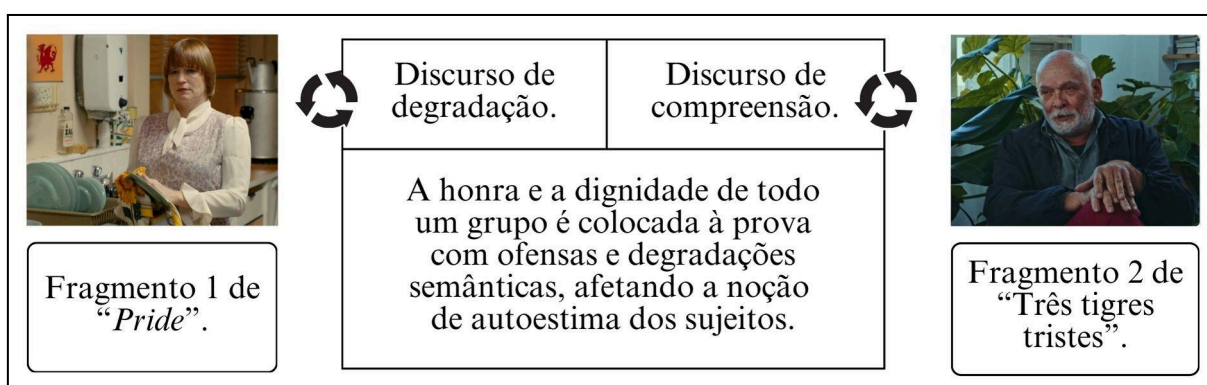 Discurso de
degradação.
Discurso de
compreensão.
A honra e a dignidade de todo
um grupo é colocada à prova
com ofensas e degradações
semânticas, afetando a noção
de autoestima dos sujeitos.
Fragmento 1 de
“Pride”.
Fragmento 2 de
“Três tigres
tristes”.